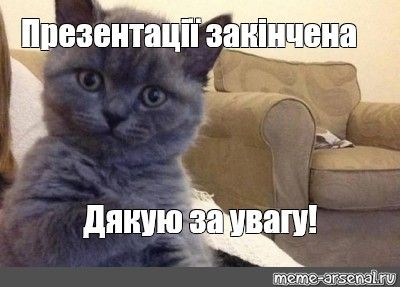 Презентації закінчена
Дякую за увагу!
meme-arsenal.ru